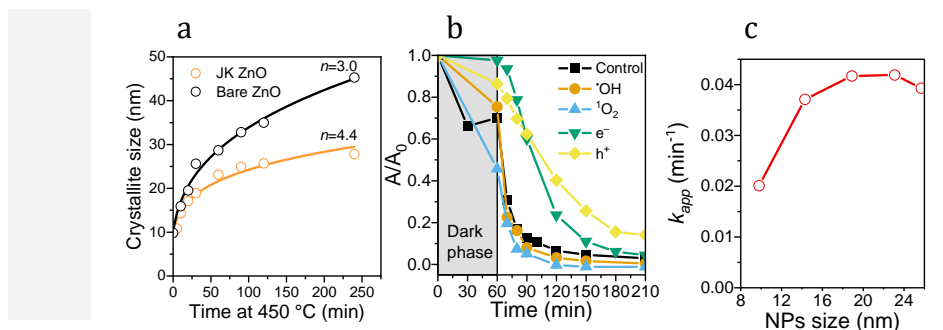 a
Crystallite size (nm)
50
40
30
20
10
0
JK ZnO
Bare ZnO
n=3.0
n=4.4
0 50 100 150 200 250
Time at 450 °C (min)
b
A/A0
1.0
0.8
0.6
0.4
0.2
0.0
Control
•OH
¹O₂
e⁻
h⁺
Dark
phase
0 30 60 90 120 150 180 210
Time (min)
c
kapp (min⁻¹)
0.04
0.03
0.02
0.01
0.00
8 12 16 20 24
NPs size (nm)